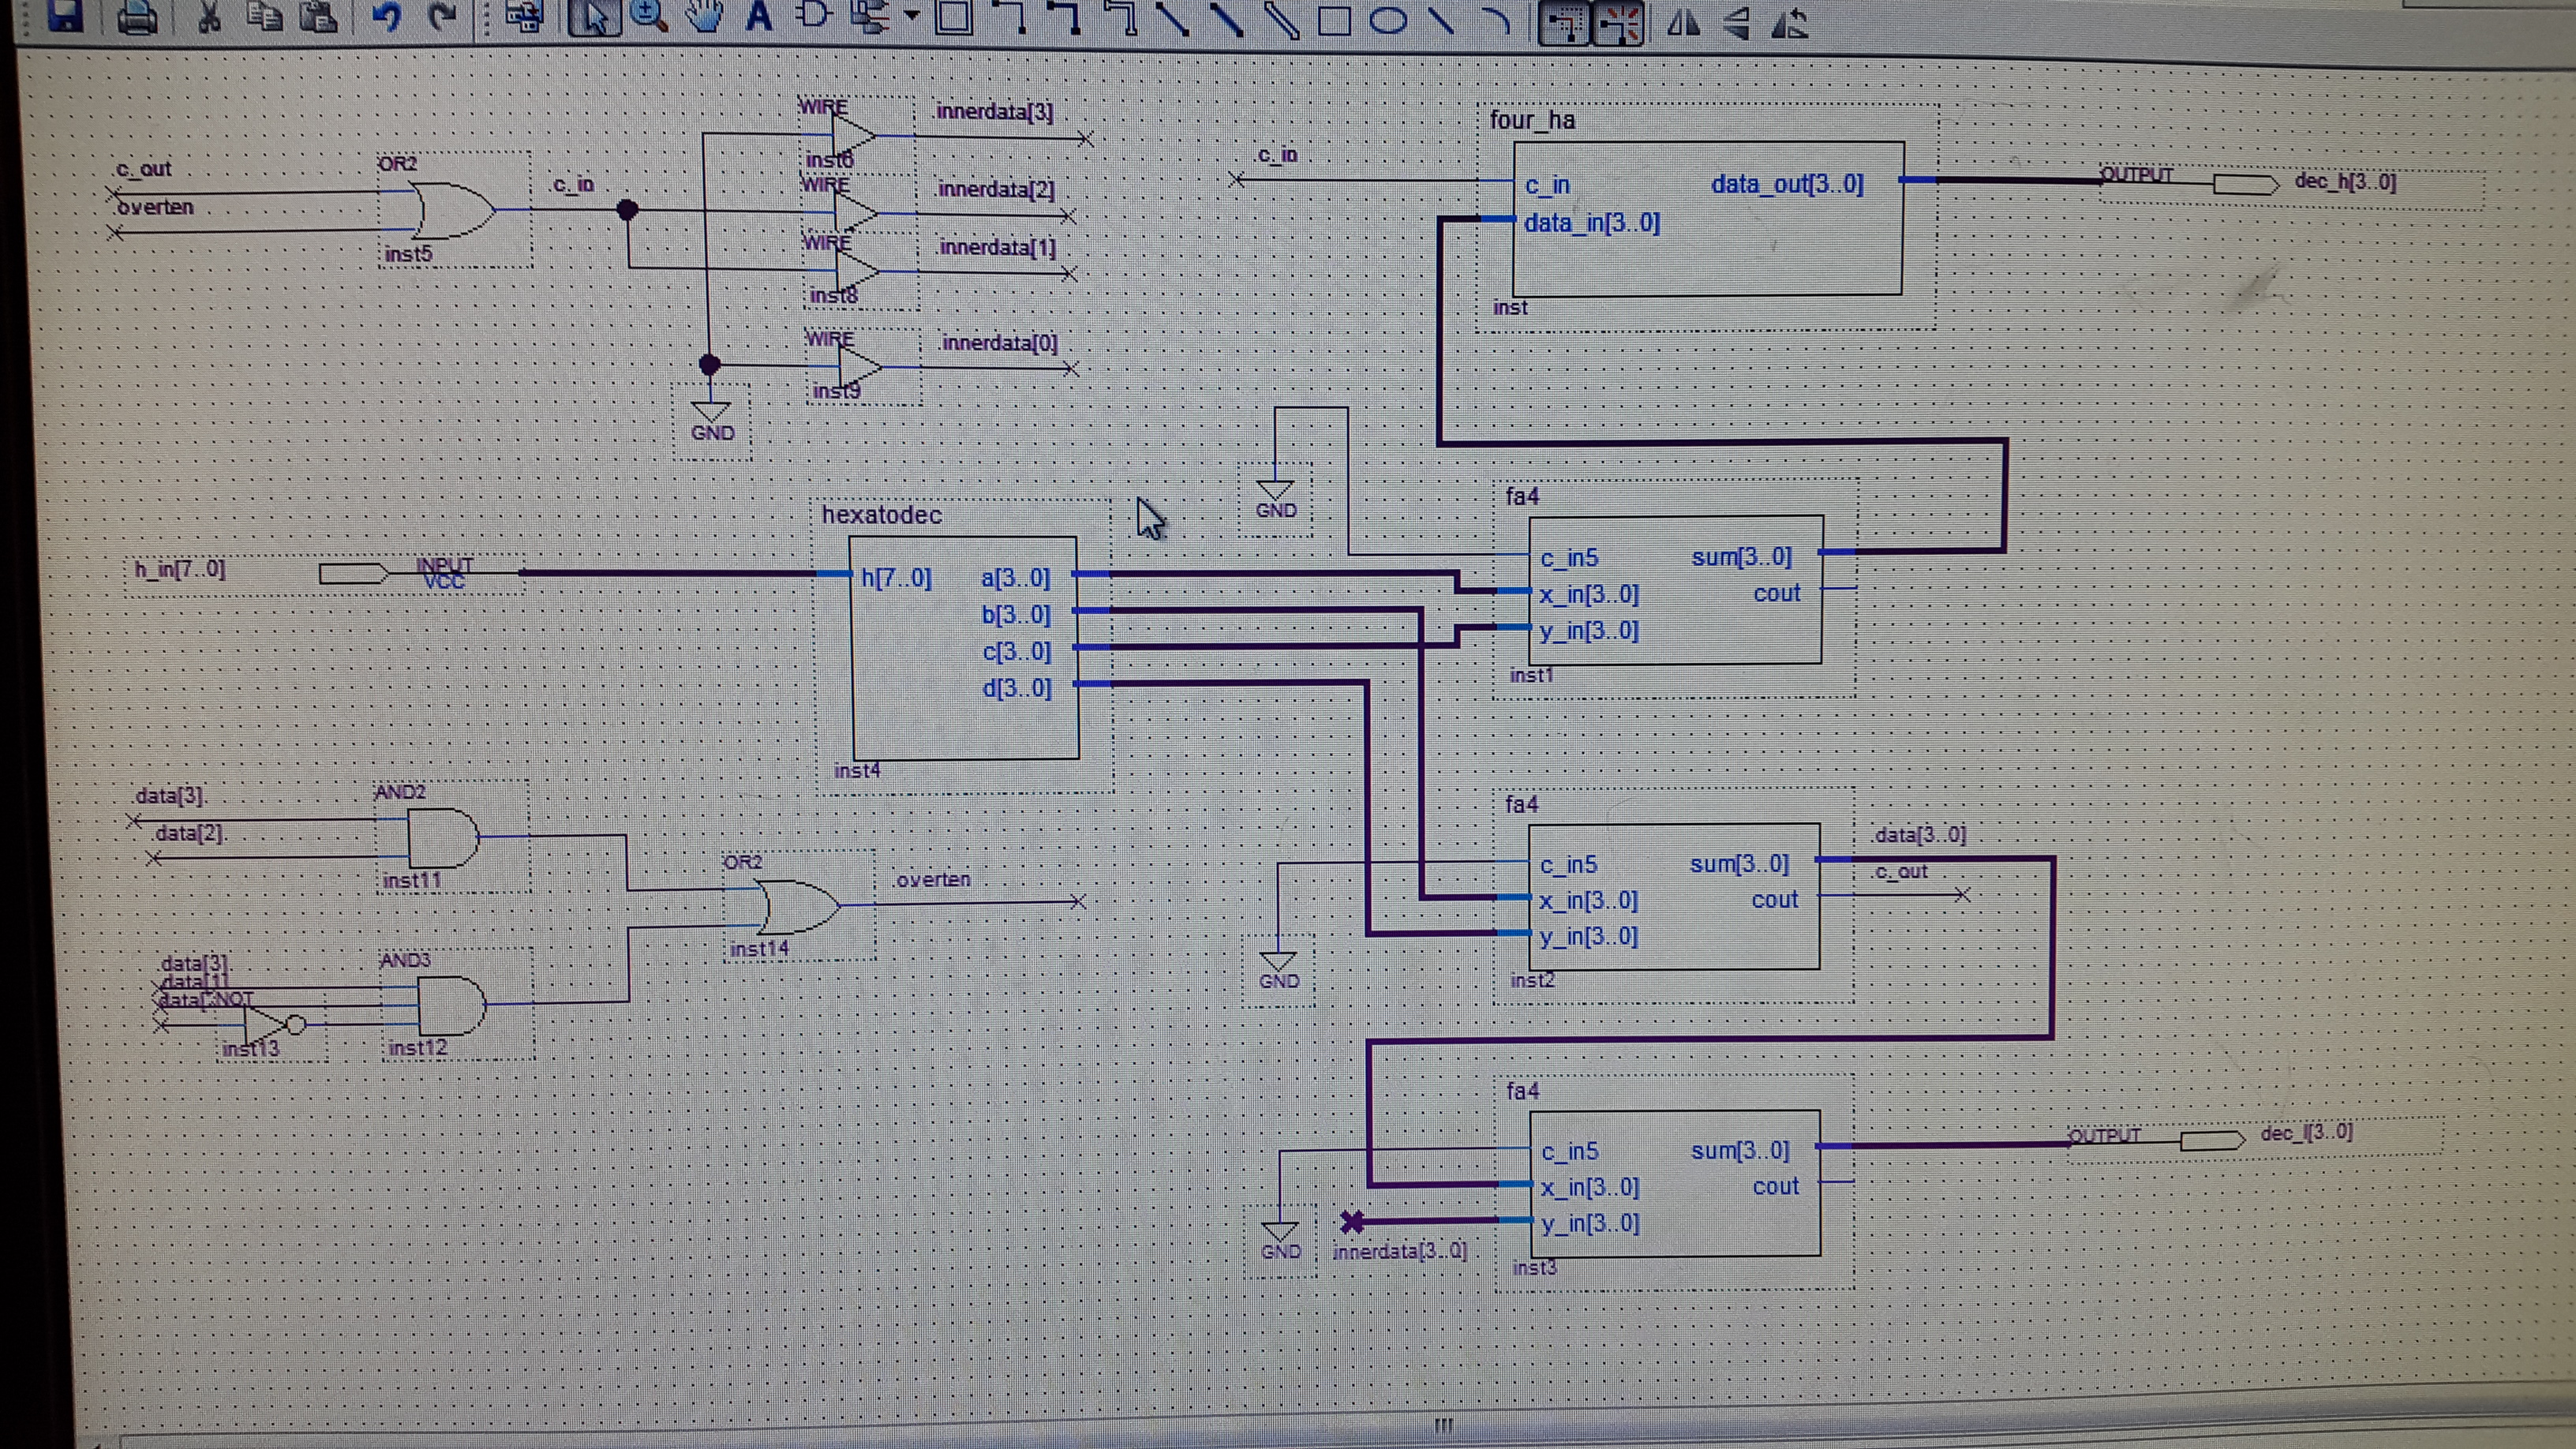 WIRE
innerdata[3]
inst6
c_out
overten
OR2
inst5
c_in
WIRE
innerdata[2]
WIRE
innerdata[1]
inst8
WIRE
innerdata[0]
inst9
GND
c_in
four_ha
c_in
data_in[3..0]
data_out[3..0]
inst
OUTPUT
dec_h[3..0]
GND
h_in[7..0]
INPUT
VCC
hexatodec
h[7..0]
a[3..0]
b[3..0]
c[3..0]
d[3..0]
inst4
fa4
c_in5
x_in[3..0]
y_in[3..0]
sum[3..0]
cout
inst1
data[3]
data[2]
AND2
inst11
data[3]
data[1]
NOT
inst13
AND3
inst12
OR2
inst14
overten
fa4
c_in5
x_in[3..0]
y_in[3..0]
sum[3..0]
cout
inst2
data[3..0]
c_out
GND
fa4
c_in5
x_in[3..0]
y_in[3..0]
sum[3..0]
cout
inst3
GND
innerdata[3..0]
OUTPUT
dec_l[3..0]